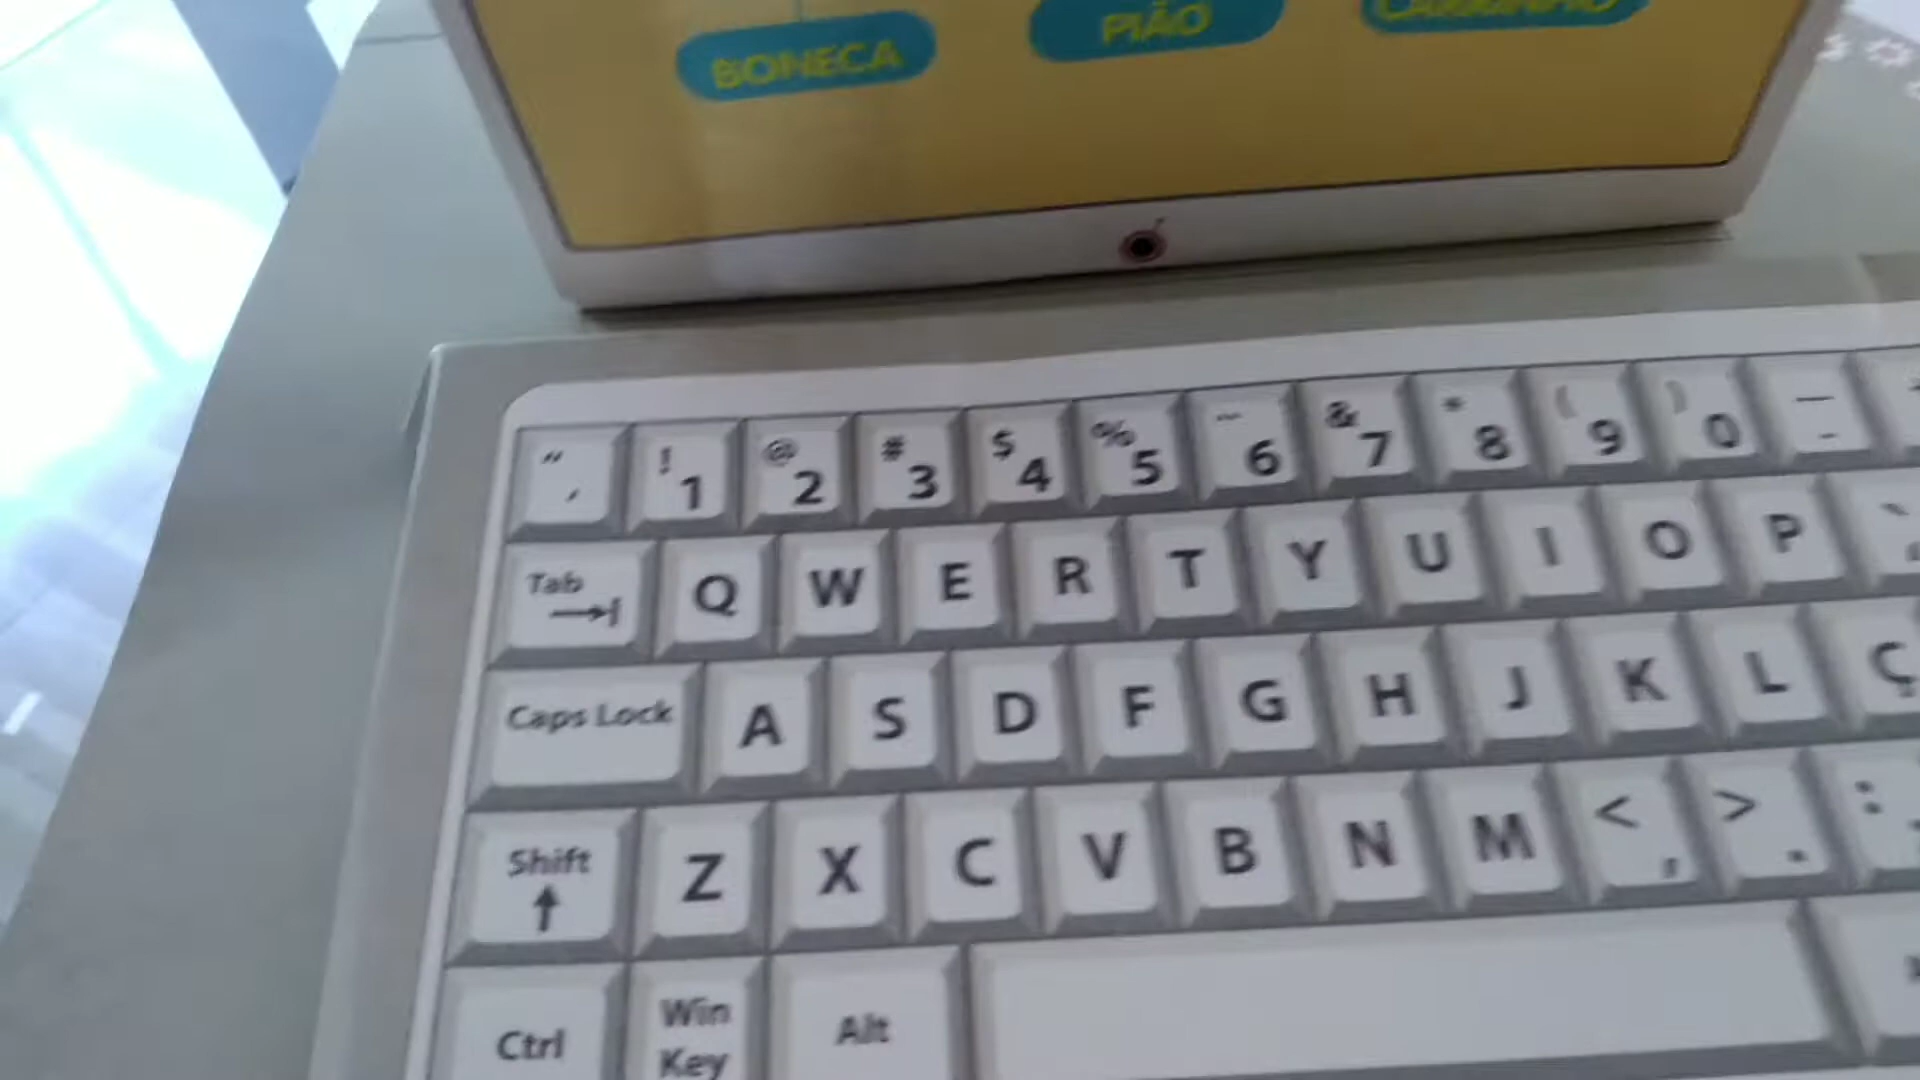 BONECA
PIÃO
CARRINHO
" '
! 1 @ 2 # 3 $ 4 % 5 ~ 6 & 7 * 8 ( 9 ) 0 — -
Tab Q W E R T Y U I O P
Caps Lock A S D F G H J K L Ç
Shift Z X C V B N M < , > . :
Ctrl Win Key Alt